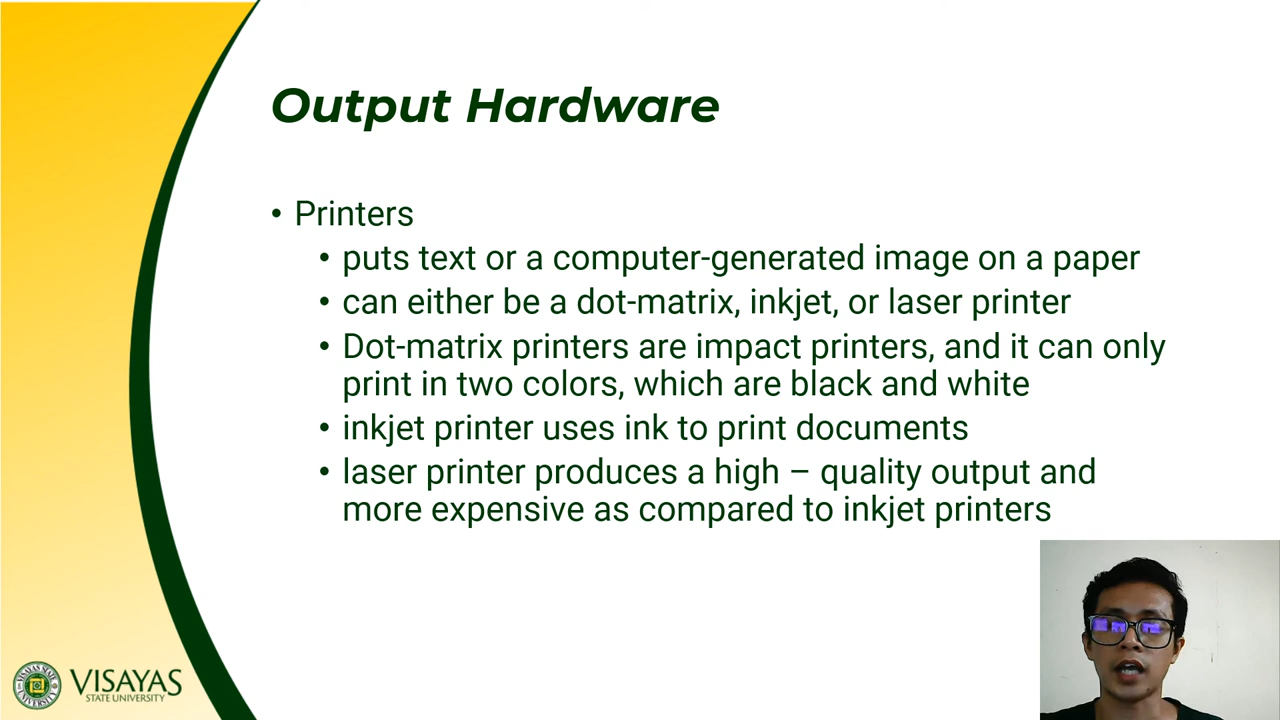 Output Hardware
• Printers
• puts text or a computer-generated image on a paper
• can either be a dot-matrix, inkjet, or laser printer
• Dot-matrix printers are impact printers, and it can only
print in two colors, which are black and white
• inkjet printer uses ink to print documents
• laser printer produces a high – quality output and
more expensive as compared to inkjet printers
VISAYAS
STATE UNIVERSITY